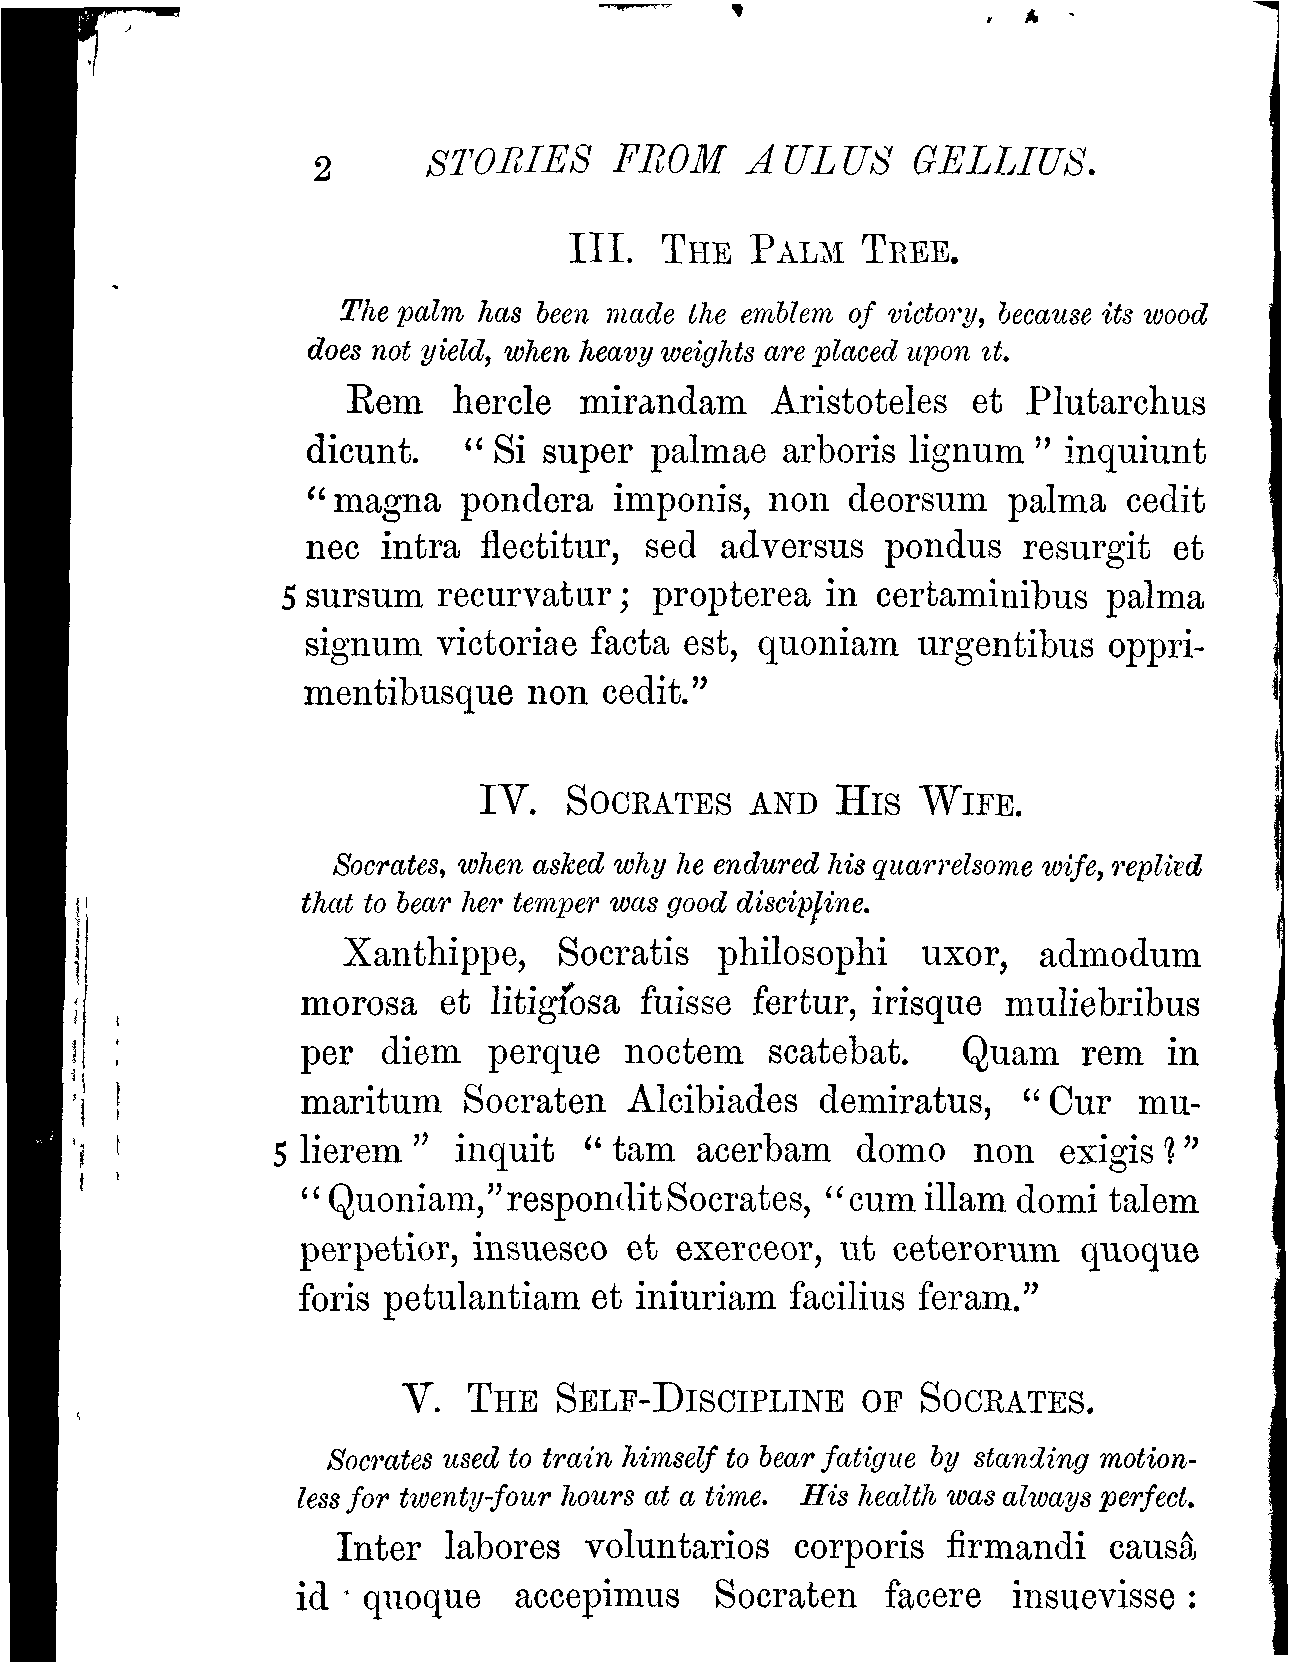 2 STORIES FROM AULUS GELLIUS.
III. THE PALM TREE.
The palm has been made the emblem of victory, because its wood
does not yield, when heavy weights are placed upon it.
Rem hercle mirandam Aristoteles et Plutarchus
dicunt. “Si super palmae arboris lignum” inquiunt
“magna pondera imponis, non deorsum palma cedit
nec intra flectitur, sed adversus pondus resurgit et
5 sursum recurvatur; propterea in certaminibus palma
signum victoriae facta est, quoniam urgentibus oppri-
mentibusque non cedit.”
IV. SOCRATES AND HIS WIFE.
Socrates, when asked why he endured his quarrelsome wife, replied
that to bear her temper was good discipline.
Xanthippe, Socratis philosophi uxor, admodum
morosa et litigiosa fuisse fertur, irisque muliebribus
per diem perque noctem scatebat. Quam rem in
maritum Socraten Alcibiades demiratus, “Cur mu-
5 lierem” inquit “tam acerbam domo non exigis?”
“Quoniam,” respondit Socrates, “cum illam domi talem
perpetior, insuesco et exerceor, ut ceterorum quoque
foris petulantiam et iniuriam facilius feram.”
V. THE SELF-DISCIPLINE OF SOCRATES.
Socrates used to train himself to bear fatigue by standing motion-
less for twenty-four hours at a time. His health was always perfect.
Inter labores voluntarios corporis firmandi causâ
id quoque accepimus Socraten facere insuevisse: